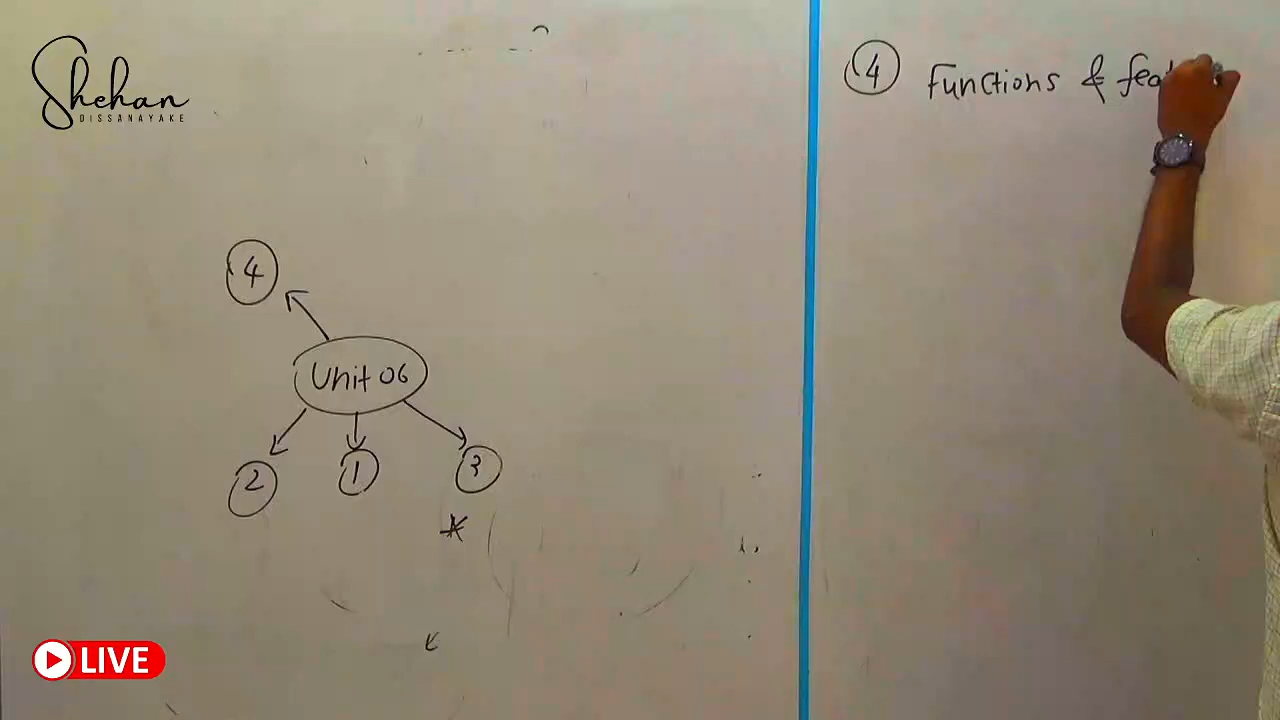 Shehan
DISSANAYAKE
4 Functions &
4
Unit 06
2 1 3
*
LIVE